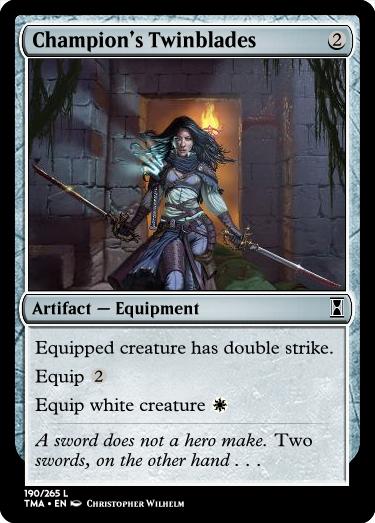 Champion's Twinblades 2
Artifact — Equipment
Equipped creature has double strike.
Equip 2
Equip white creature
A sword does not a hero make. Two
swords, on the other hand . . .
190/265 L
TMA • EN Christopher Wilhelm